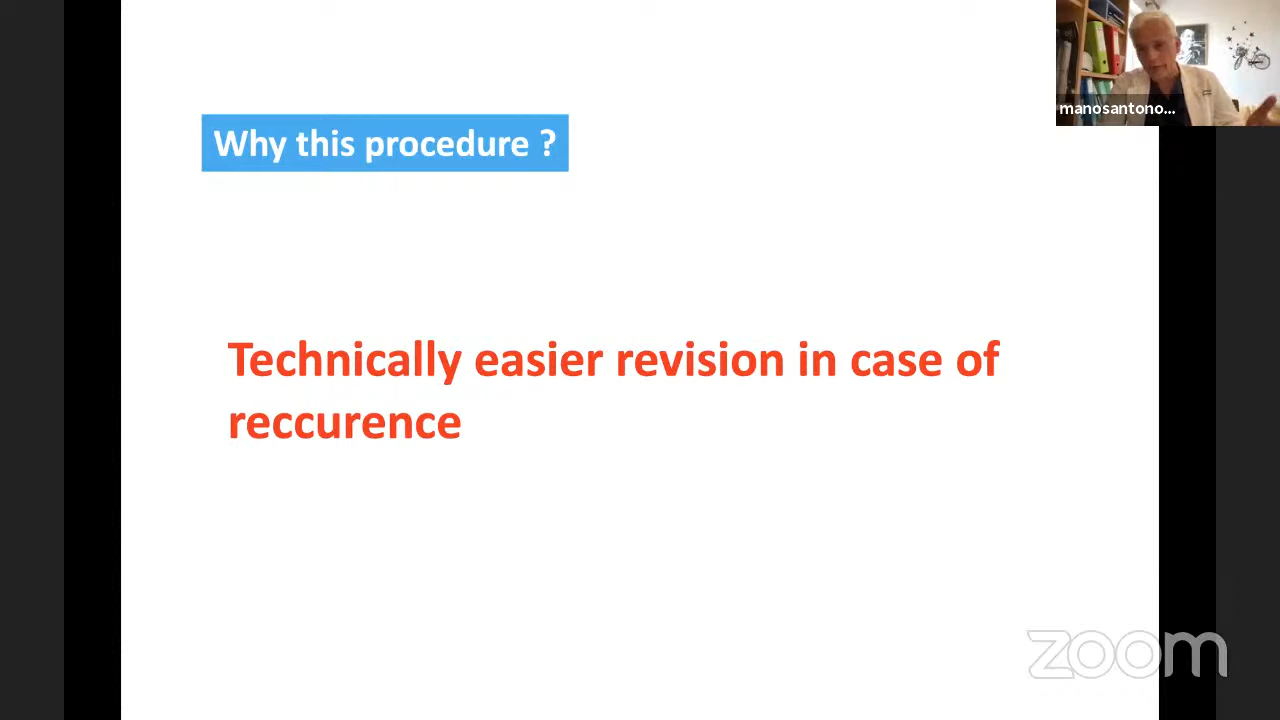 manosantono...
Why this procedure ?
Technically easier revision in case of
reccurence
zoom